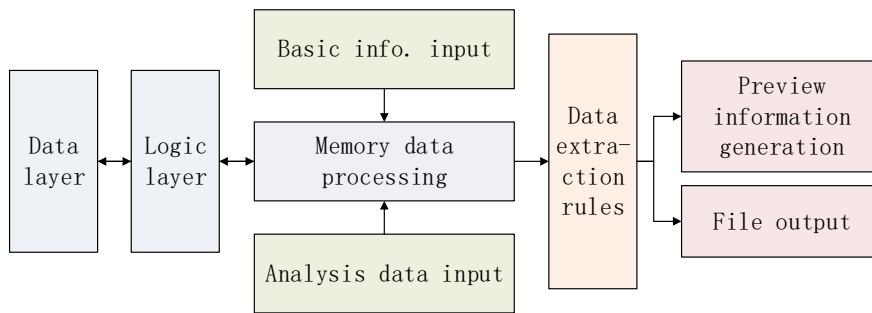 Data
layer
Logic
layer
Basic info. input
Memory data
processing
Analysis data input
Data
extra-
ction
rules
Preview
information
generation
File output